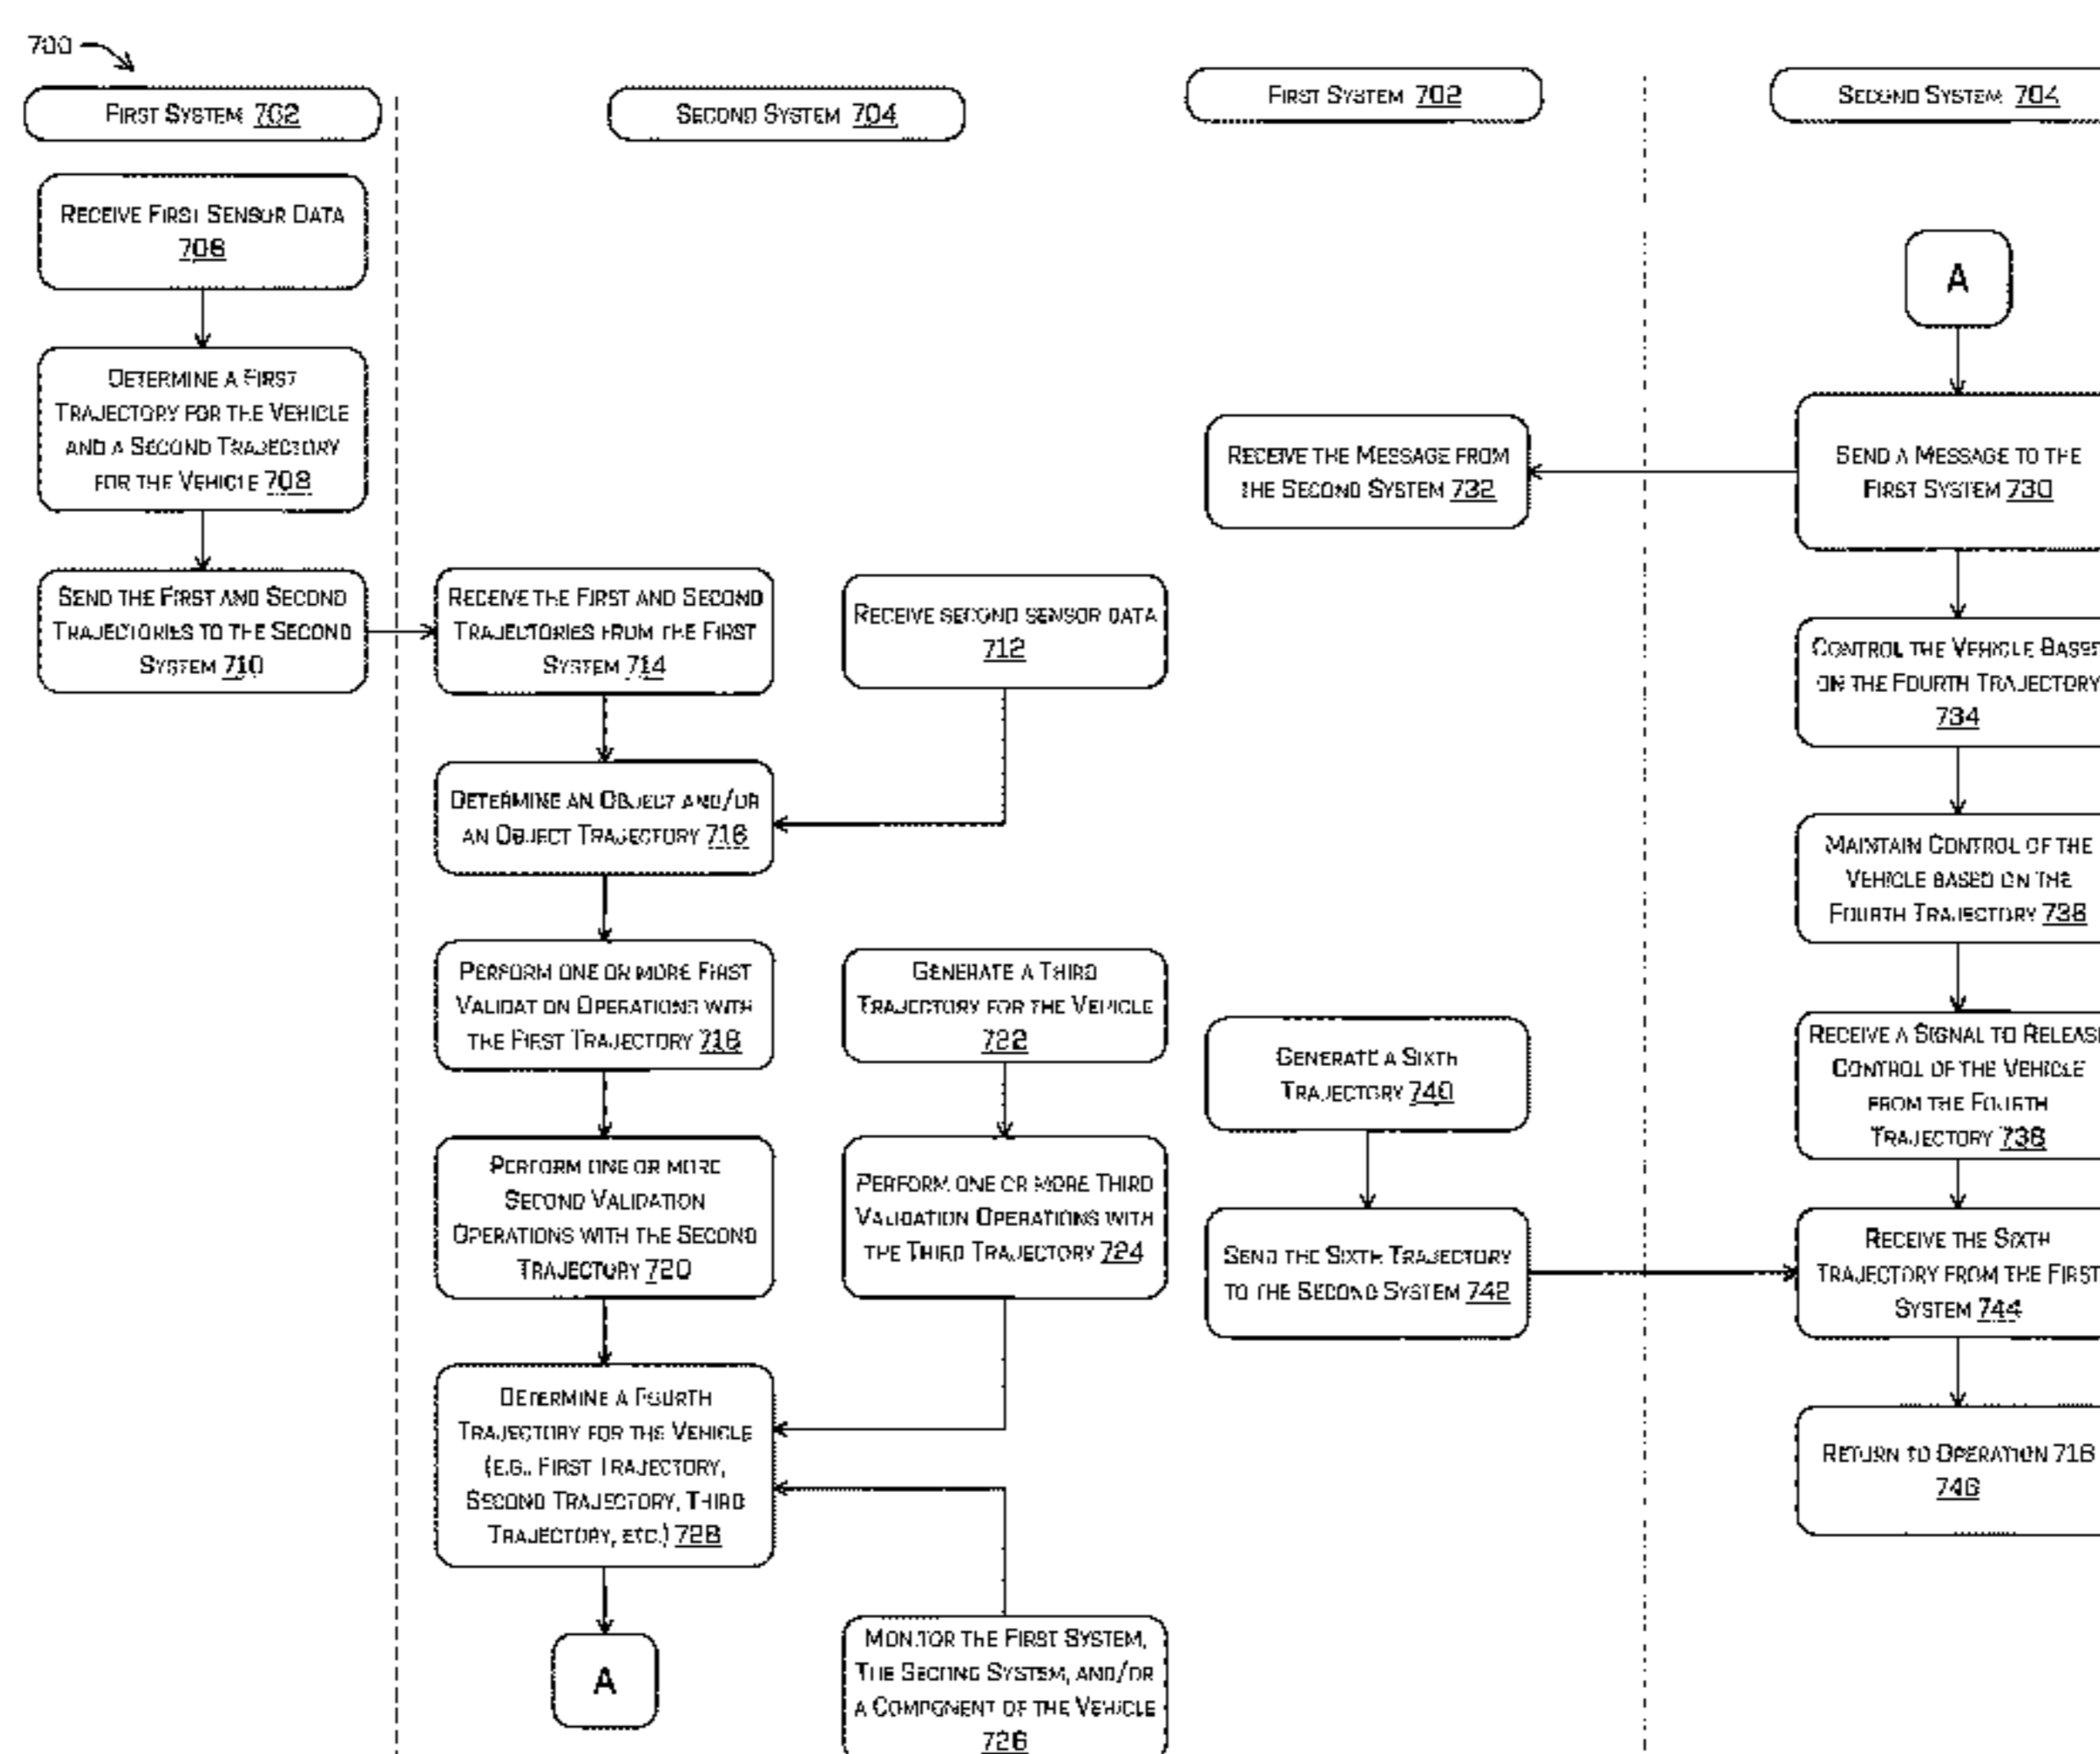 700
FIRST SYSTEM 702
RECEIVE FIRST SENSOR DATA
706
DETERMINE A FIRST
TRAJECTORY FOR THE VEHICLE
AND A SECOND TRAJECTORY
FOR THE VEHICLE 708
SEND THE FIRST AND SECOND
TRAJECTORIES TO THE SECOND
SYSTEM 710
SECOND SYSTEM 704
RECEIVE THE FIRST AND SECOND
TRAJECTORIES FROM THE FIRST
SYSTEM 714
RECEIVE SECOND SENSOR DATA
712
DETERMINE AN OBJECT AND/OR
AN OBJECT TRAJECTORY 716
PERFORM ONE OR MORE FIRST
VALIDATION OPERATIONS WITH
THE FIRST TRAJECTORY 718
GENERATE A THIRD
TRAJECTORY FOR THE VEHICLE
722
PERFORM ONE OR MORE
SECOND VALIDATION
OPERATIONS WITH THE SECOND
TRAJECTORY 720
PERFORM ONE OR MORE THIRD
VALIDATION OPERATIONS WITH
THE THIRD TRAJECTORY 724
DETERMINE A FOURTH
TRAJECTORY FOR THE VEHICLE
(E.G., FIRST TRAJECTORY,
SECOND TRAJECTORY, THIRD
TRAJECTORY, ETC.) 728
A
MONITOR THE FIRST SYSTEM,
THE SECOND SYSTEM, AND/OR
A COMPONENT OF THE VEHICLE
726
FIRST SYSTEM 702
RECEIVE THE MESSAGE FROM
THE SECOND SYSTEM 732
GENERATE A SIXTH
TRAJECTORY 740
SEND THE SIXTH TRAJECTORY
TO THE SECOND SYSTEM 742
SECOND SYSTEM 704
A
SEND A MESSAGE TO THE
FIRST SYSTEM 730
CONTROL THE VEHICLE
ON THE FOURTH TRAJECTORY
734
MAINTAIN CONTROL OF THE
VEHICLE BASED ON THE
FOURTH TRAJECTORY 736
RECEIVE A SIGNAL TO
CONTROL OF THE VEHICLE
FROM THE FOURTH
TRAJECTORY 738
RECEIVE THE SIXTH
TRAJECTORY FROM THE FIRST
SYSTEM 744
RETURN TO OPERATION 716
746